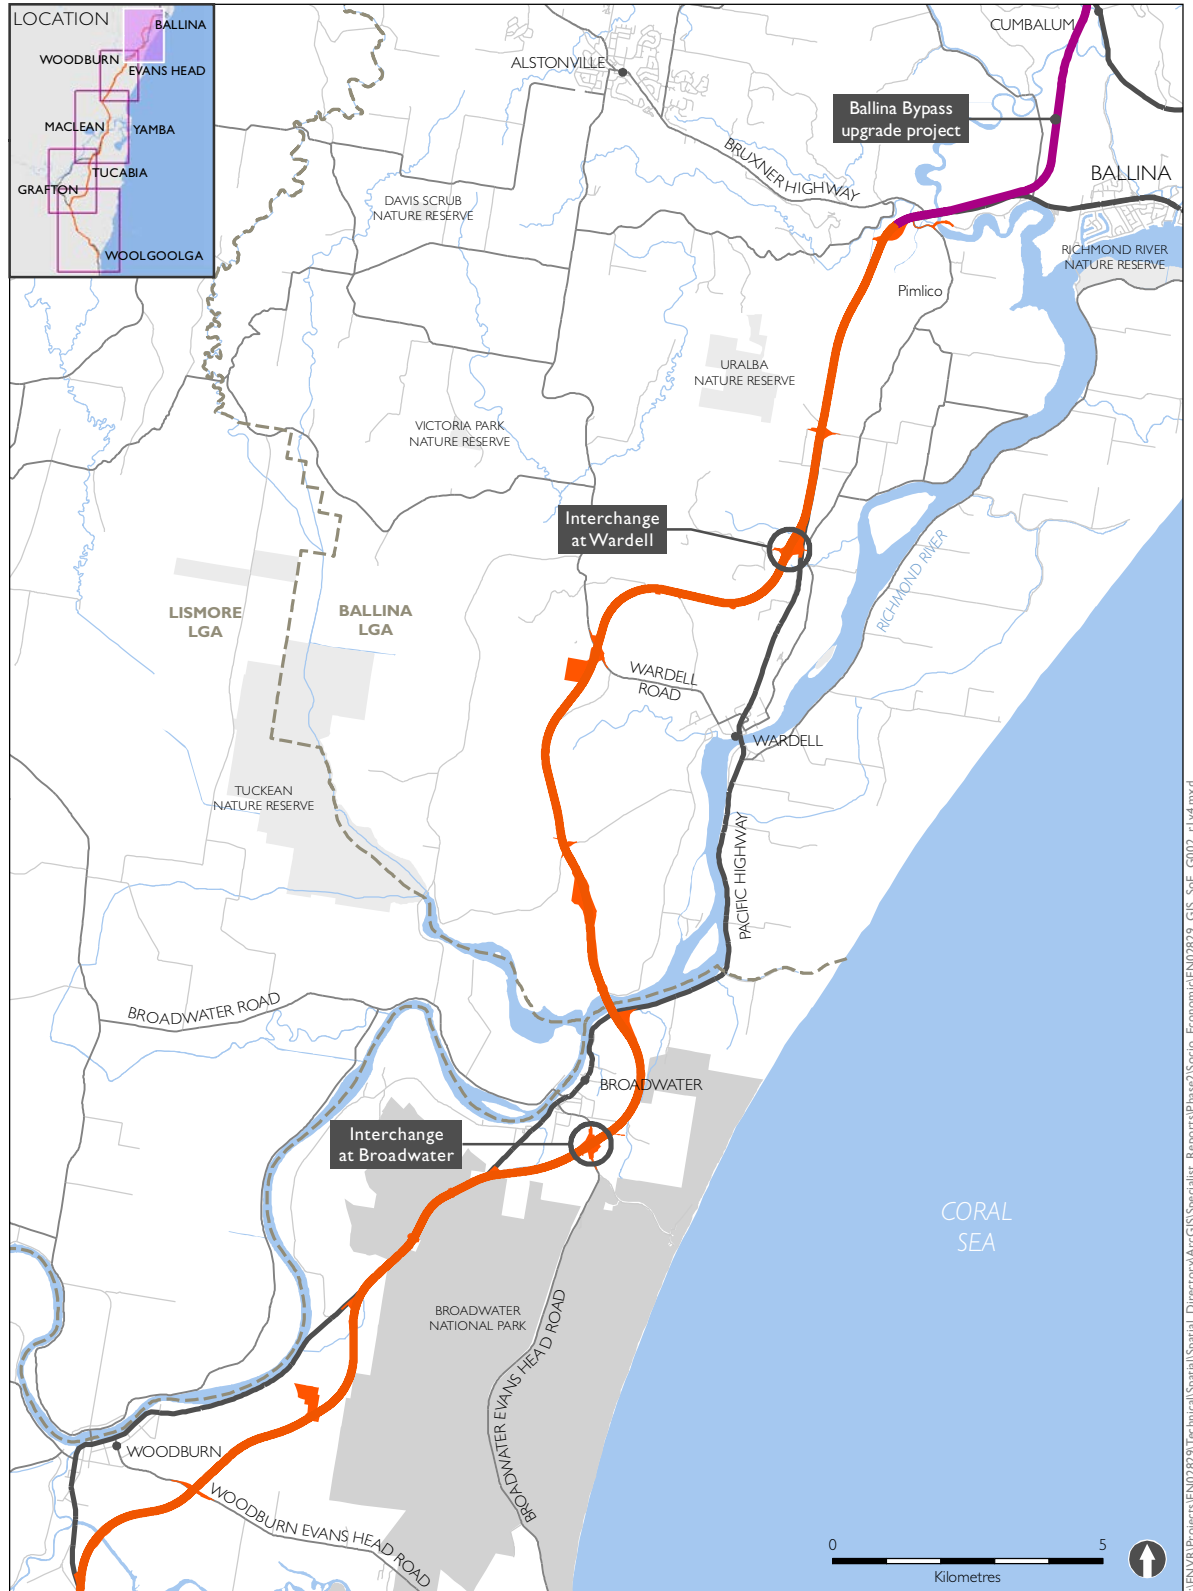 LOCATION
BALLINA
WOODBURN
EVANS HEAD
MACLEAN
YAMBA
TUCABIA
GRAFTON
WOOLGOOLGA
CUMBALUM
ALSTONVILLE
Ballina Bypass
upgrade project
BRUXNER HIGHWAY
BALLINA
DAVIS SCRUB
NATURE RESERVE
RICHMOND RIVER
NATURE RESERVE
Pimlico
URALBA
NATURE RESERVE
VICTORIA PARK
NATURE RESERVE
Interchange
at Wardell
RICHMOND RIVER
LISMORE
LGA
BALLINA
LGA
WARDELL
ROAD
WARDELL
TUCKEAN
NATURE RESERVE
PACIFIC HIGHWAY
BROADWATER ROAD
BROADWATER
Interchange
at Broadwater
CORAL
SEA
BROADWATER
NATIONAL PARK
BROADWATER EVANS HEAD ROAD
WOODBURN
WOODBURN EVANS HEAD ROAD
0 5
Kilometres